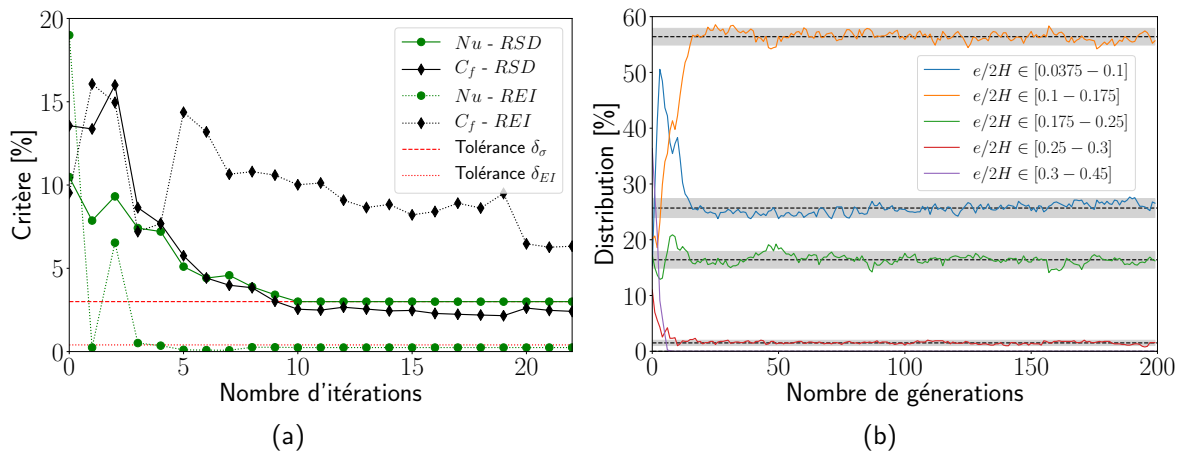 20
15
10
5
0
Critère [%]
0
5
10
15
20
Nombre d'itérations
Nu - RSD
C_f - RSD
Nu - REI
C_f - REI
Tolérance δ_σ
Tolérance δ_EI
(a)
60
50
40
30
20
10
0
Distribution [%]
0
50
100
150
200
Nombre de génerations
e/2H ∈ [0.0375 − 0.1]
e/2H ∈ [0.1 − 0.175]
e/2H ∈ [0.175 − 0.25]
e/2H ∈ [0.25 − 0.3]
e/2H ∈ [0.3 − 0.45]
(b)